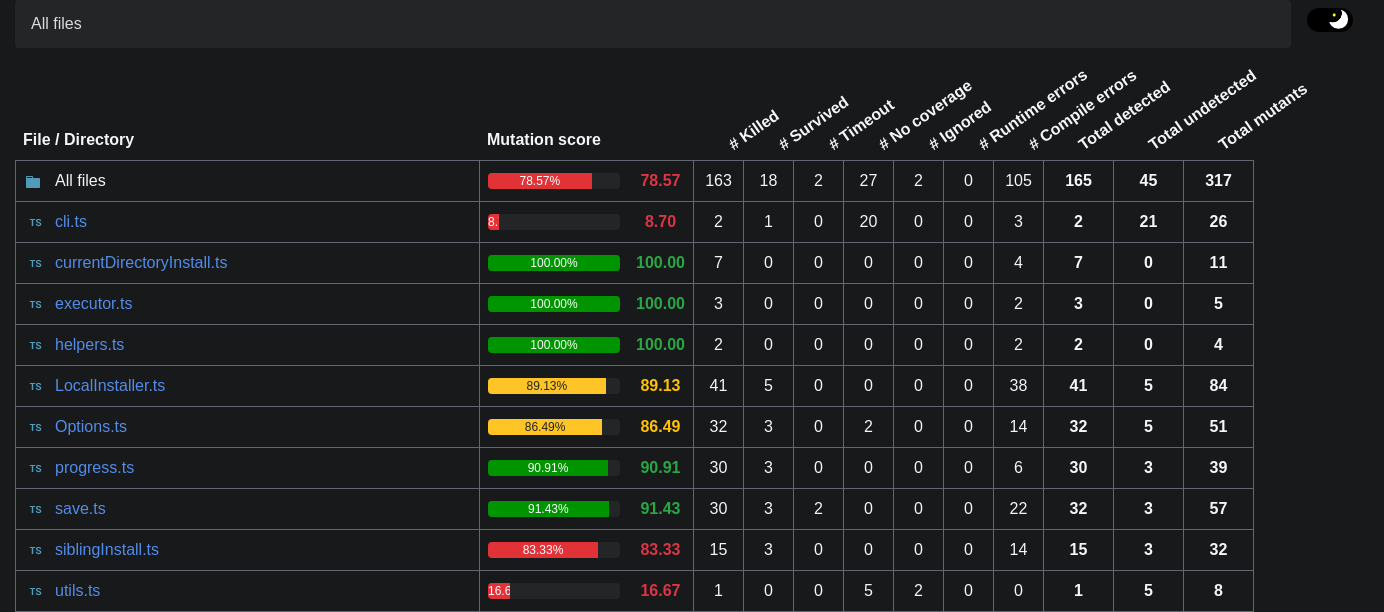 All files
File / Directory Mutation score # Killed # Survived # Timeout # No coverage # Ignored # Runtime errors # Compile errors Total detected Total undetected Total mutants
All files 78.57% 78.57 163 18 2 27 2 0 105 165 45 317
TS cli.ts 8. 8.70 2 1 0 20 0 0 3 2 21 26
TS currentDirectoryInstall.ts 100.00% 100.00 7 0 0 0 0 0 4 7 0 11
TS executor.ts 100.00% 100.00 3 0 0 0 0 0 2 3 0 5
TS helpers.ts 100.00% 100.00 2 0 0 0 0 0 2 2 0 4
TS LocalInstaller.ts 89.13% 89.13 41 5 0 0 0 0 38 41 5 84
TS Options.ts 86.49% 86.49 32 3 0 2 0 0 14 32 5 51
TS progress.ts 90.91% 90.91 30 3 0 0 0 0 6 30 3 39
TS save.ts 91.43% 91.43 30 3 2 0 0 0 22 32 3 57
TS siblingInstall.ts 83.33% 83.33 15 3 0 0 0 0 14 15 3 32
TS utils.ts 16.6 16.67 1 0 0 5 2 0 0 1 5 8